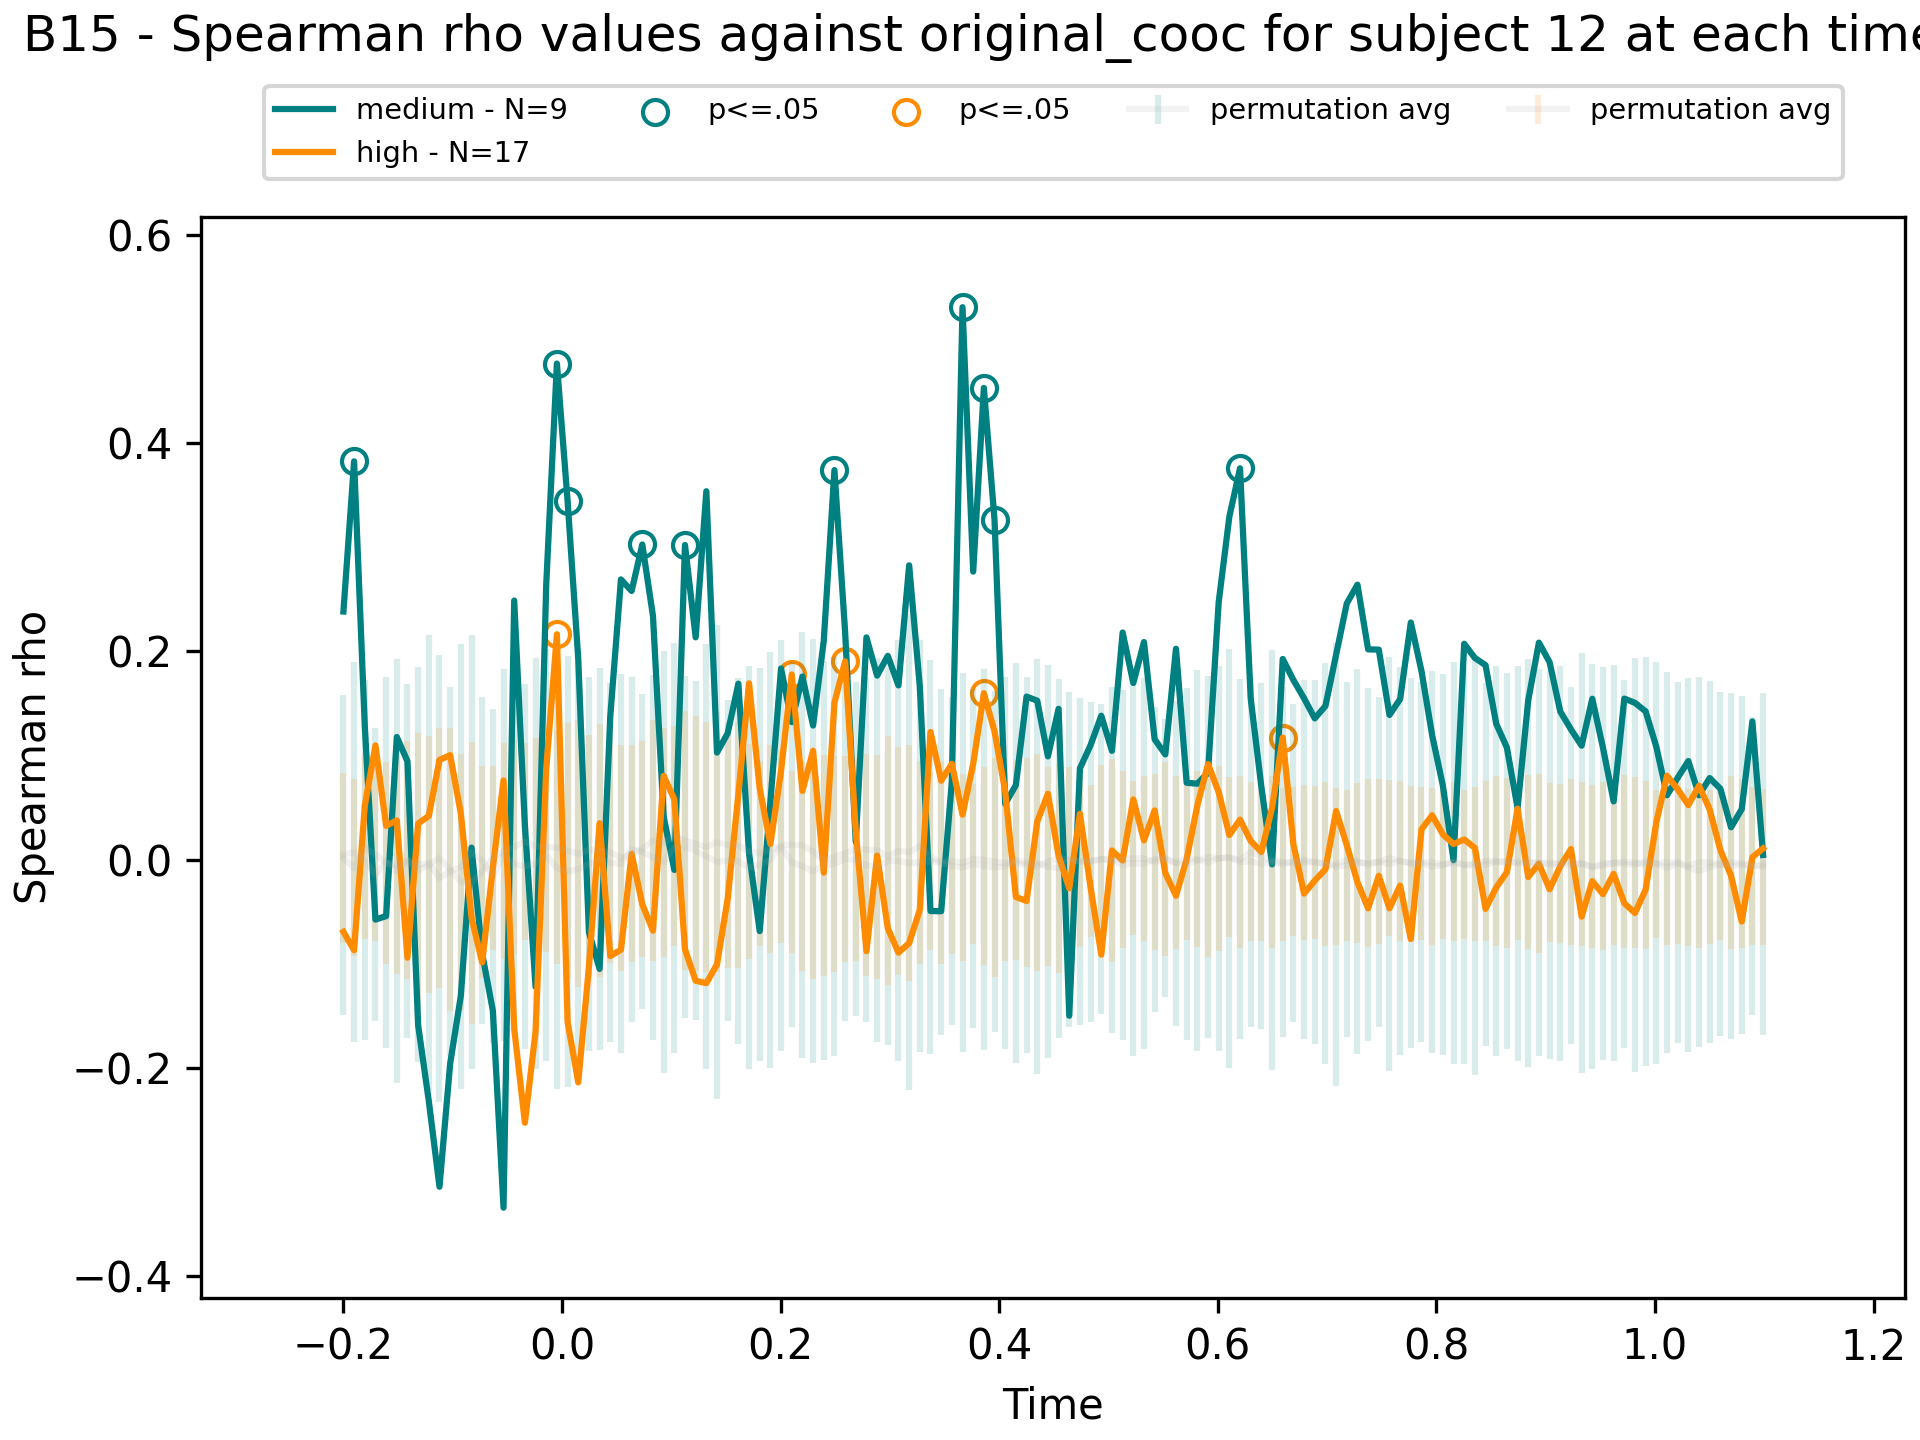 B15 - Spearman rho values against original_cooc for subject 12 at each time
medium - N=9
high - N=17
p<=.05
p<=.05
permutation avg
permutation avg
Spearman rho
0.6
0.4
0.2
0.0
−0.2
−0.4
−0.2 0.0 0.2 0.4 0.6 0.8 1.0 1.2
Time